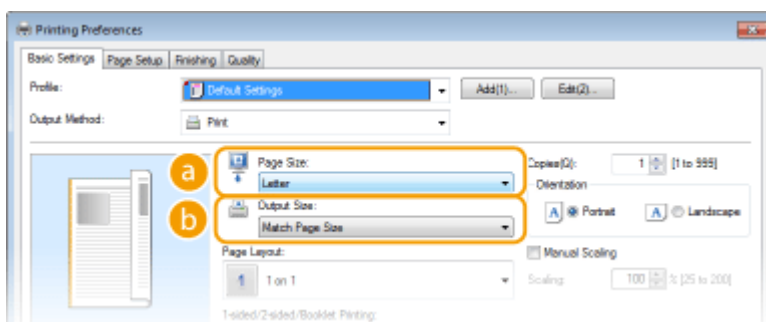 Printing Preferences
Basic Settings Page Setup Finishing Quality
Profile: Default Settings Add(1)... Edit(2)...
Output Method: Print
a Page Size: Copies(Q): 1 [1 to 999]
Letter Orientation
b Output Size: A Portrait A Landscape
Match Page Size
Page Layout: Manual Scaling
1 1 on 1 Scaling: 100 % [25 to 200]
1-sided/2-sided/Booklet Printing: